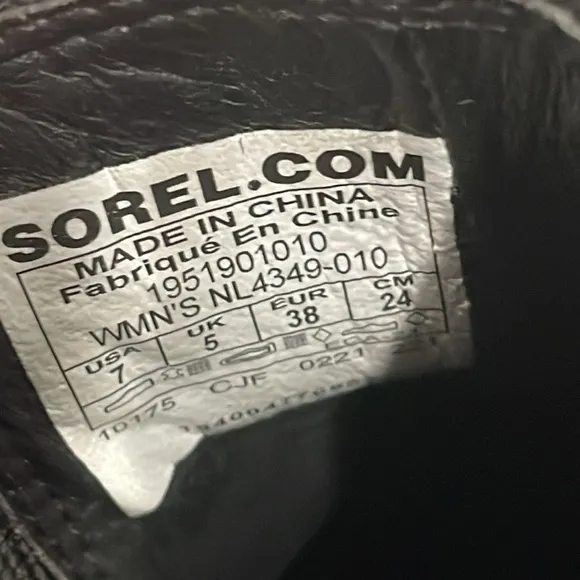 SOREL.COM
MADE IN CHINA
Fabriqué En Chine
1951901010
WMN'S NL4349-010
USA UK EUR CM
7 5 38 24
1D175 CJF 0221